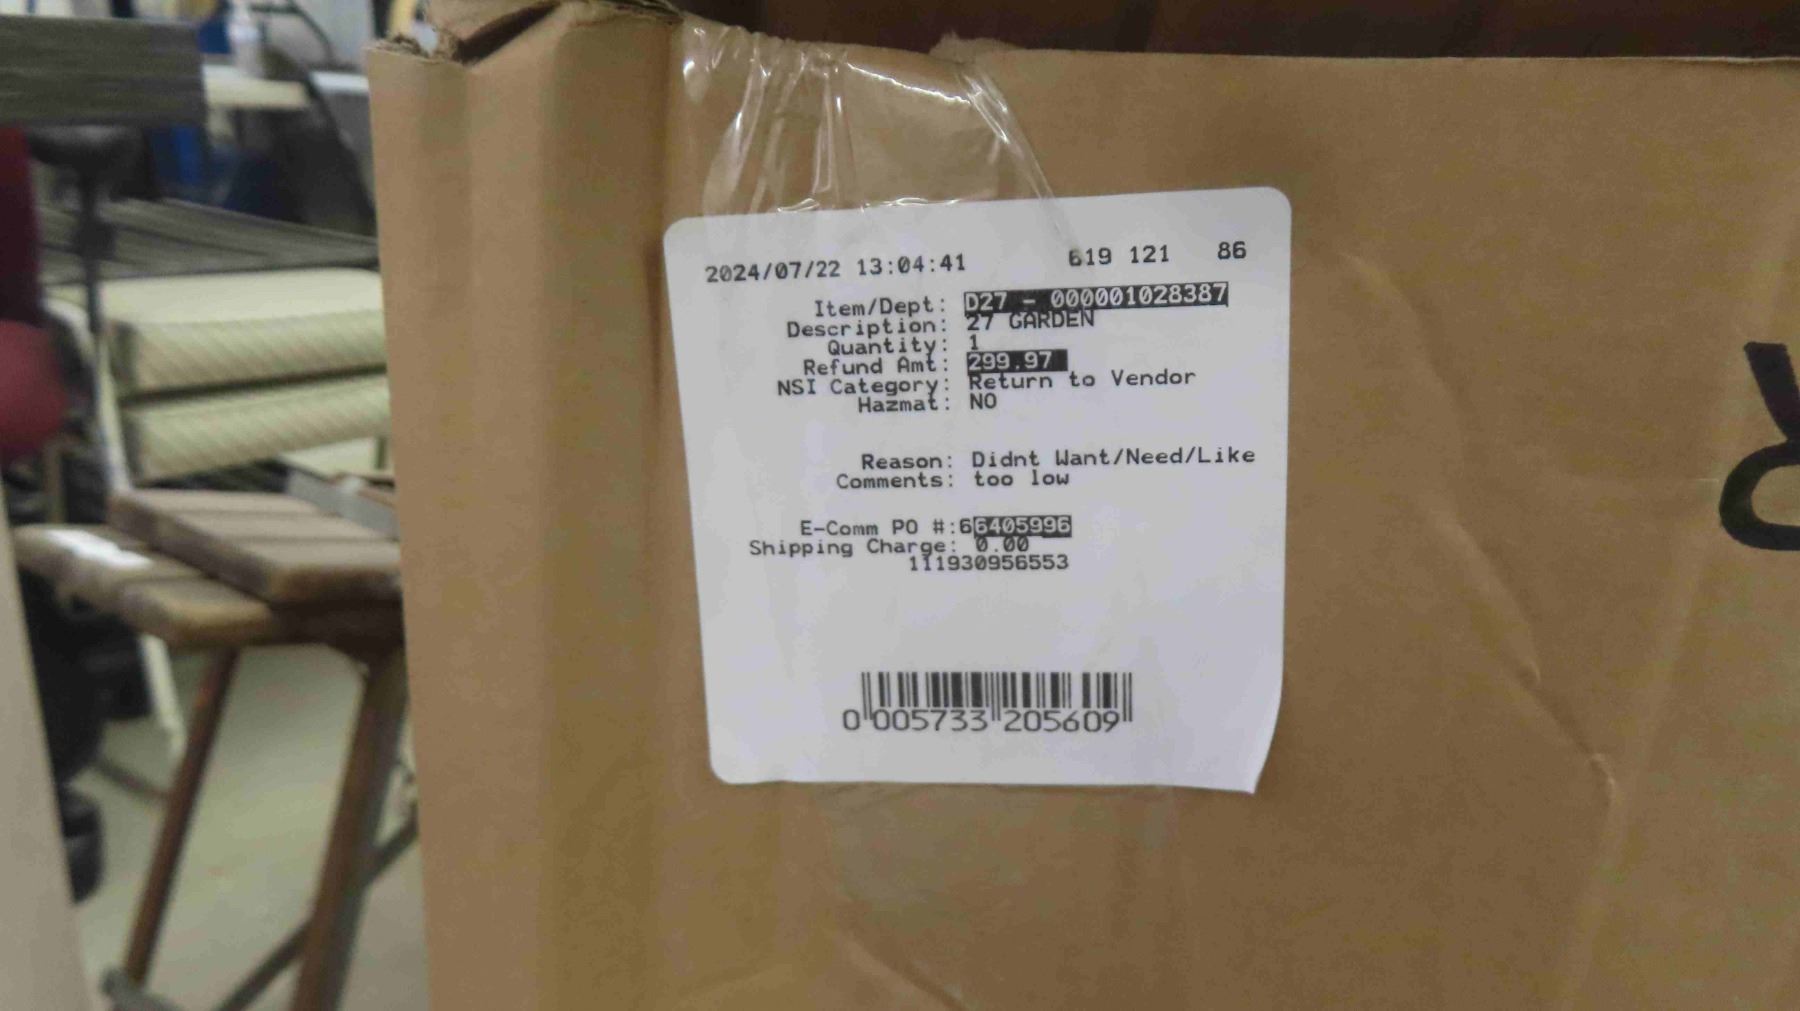 2024/07/22 13:04:41 619 121 86
Item/Dept: D27 - 000001028387
Description: 27 GARDEN
Quantity: 1
Refund Amt: 299.97
NSI Category: Return to Vendor
Hazmat: NO
Reason: Didnt Want/Need/Like
Comments: too low
E-Comm PO #:66405996
Shipping Charge: 0.00
111930956553
0 005733 205609